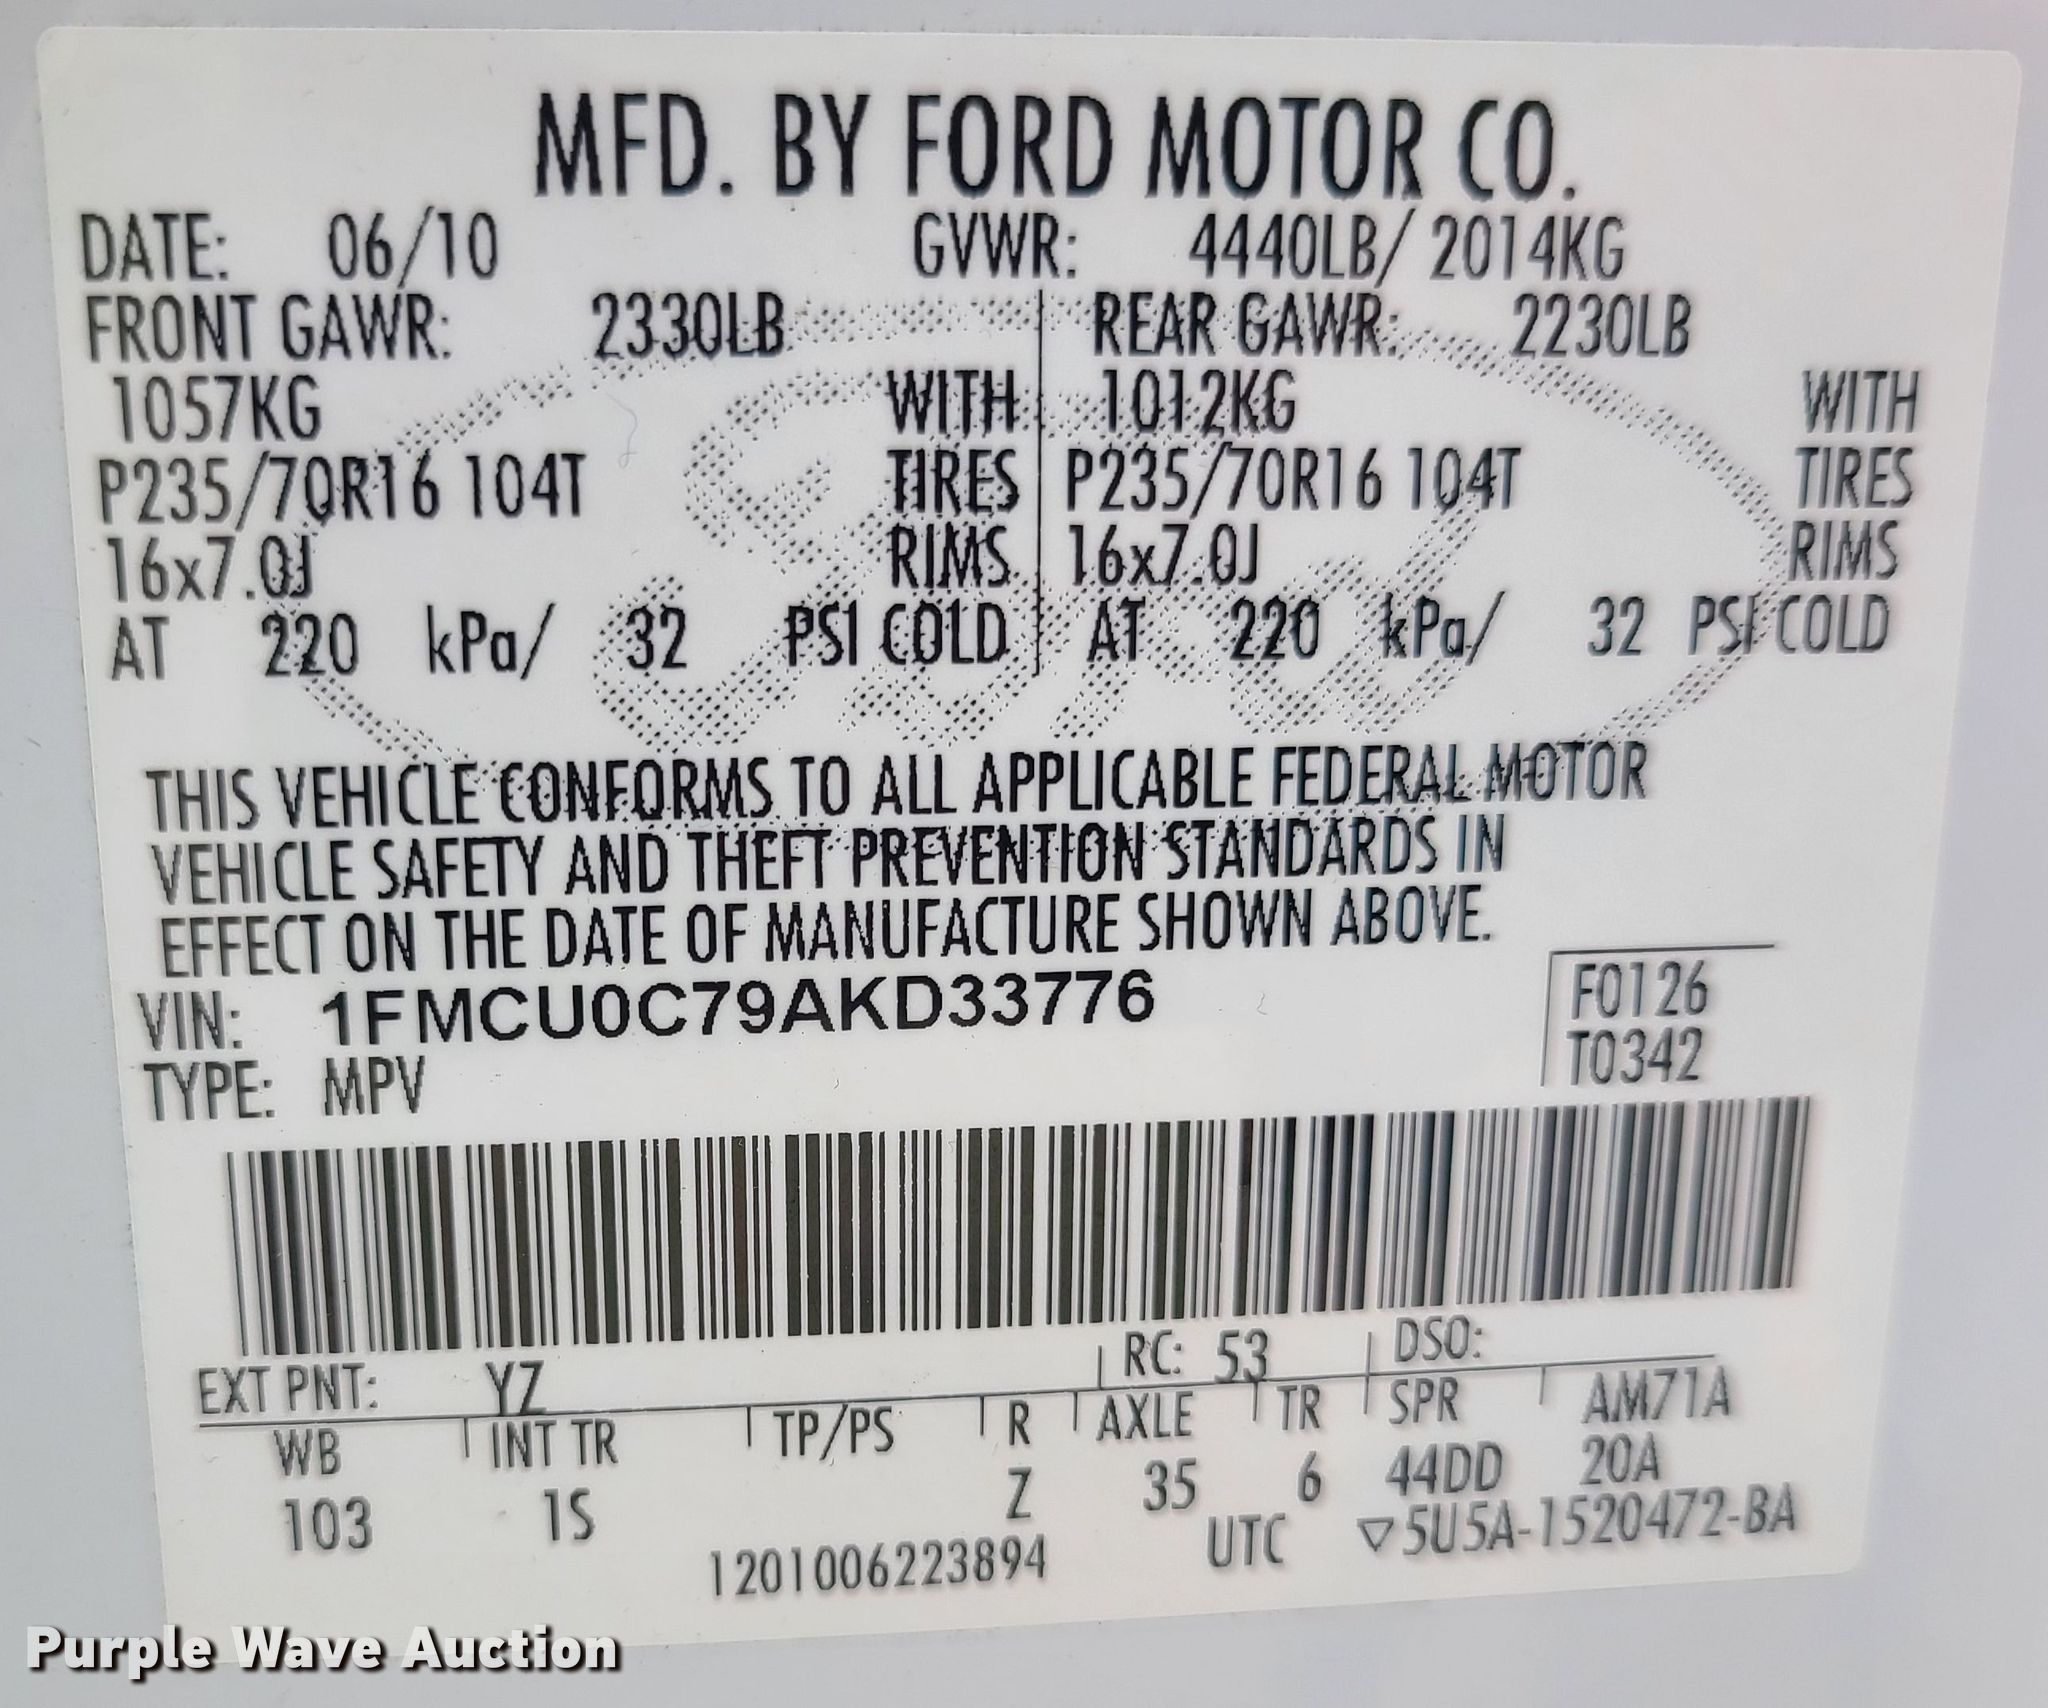 MFD. BY FORD MOTOR CO.
DATE: 06/10 GVWR: 4440LB/ 2014KG
FRONT GAWR: 2330LB REAR GAWR: 2230LB
1057KG WITH 1012KG WITH
P235/70R16 104T TIRES P235/70R16 104T TIRES
16x7.0J RIMS 16x7.0J RIMS
AT 220 kPa/ 32 PSI COLD AT 220 kPa/ 32 PSI COLD
THIS VEHICLE CONFORMS TO ALL APPLICABLE FEDERAL MOTOR
VEHICLE SAFETY AND THEFT PREVENTION STANDARDS IN
EFFECT ON THE DATE OF MANUFACTURE SHOWN ABOVE.
VIN: 1FMCU0C79AKD33776 F0126
TYPE: MPV T0342
EXT PNT: YZ RC: 53 DSO:
WB INT TR TP/PS R AXLE TR SPR AM71A
103 1S Z 35 6 44DD 20A
1201006223894 UTC ▽5U5A-1520472-BA
Purple Wave Auction